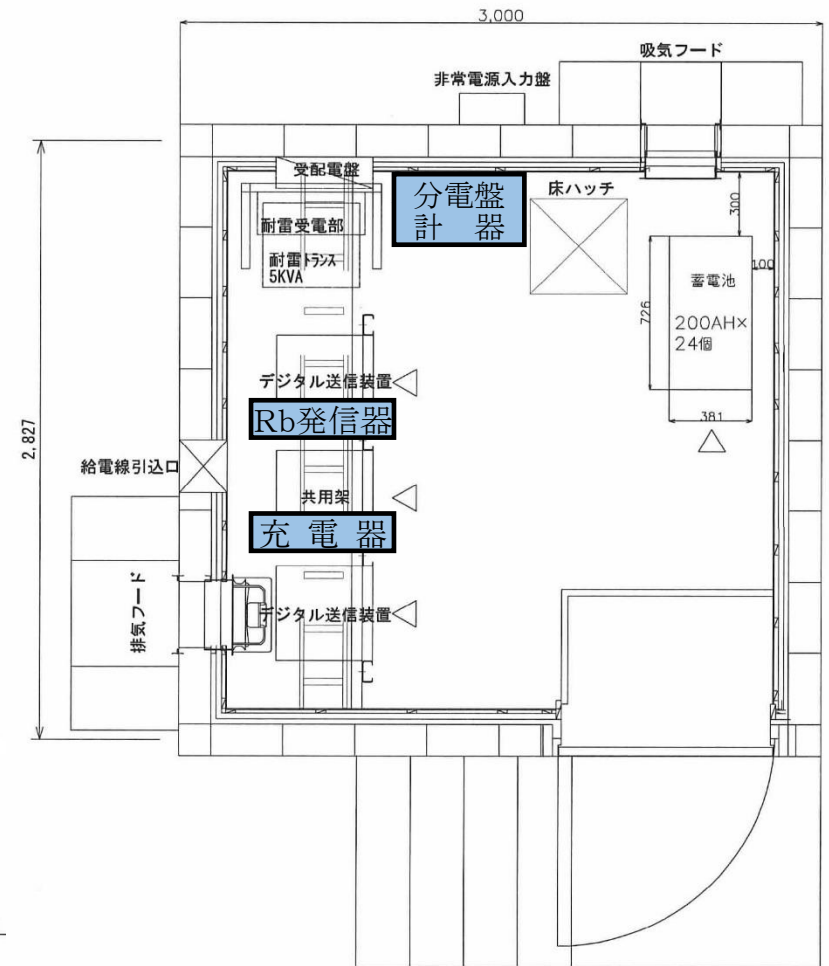 3,000
吸気フード
非常電源入力盤
受配電盤
分電盤
計 器
床ハッチ
300
耐雷受電部
耐雷トランス
5KVA
蓄電池
100
726
200AH×
24個
デジタル送信装置
381
Rb発信器
2,827
給電線引込口
共用架
充 電 器
排気フード
デジタル送信装置